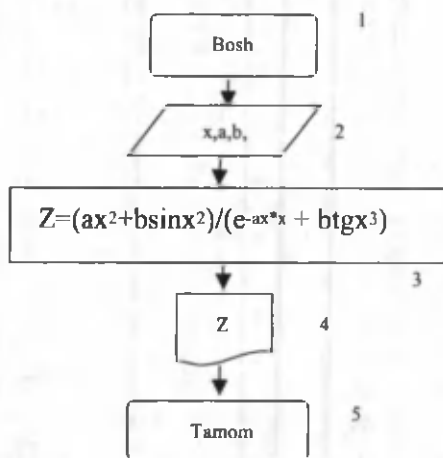 1
Bosh
x,a,b,
2
Z=(ax²+bsinx²)/(e^-ax*x + btgx³)
3
Z
4
5
Tamom